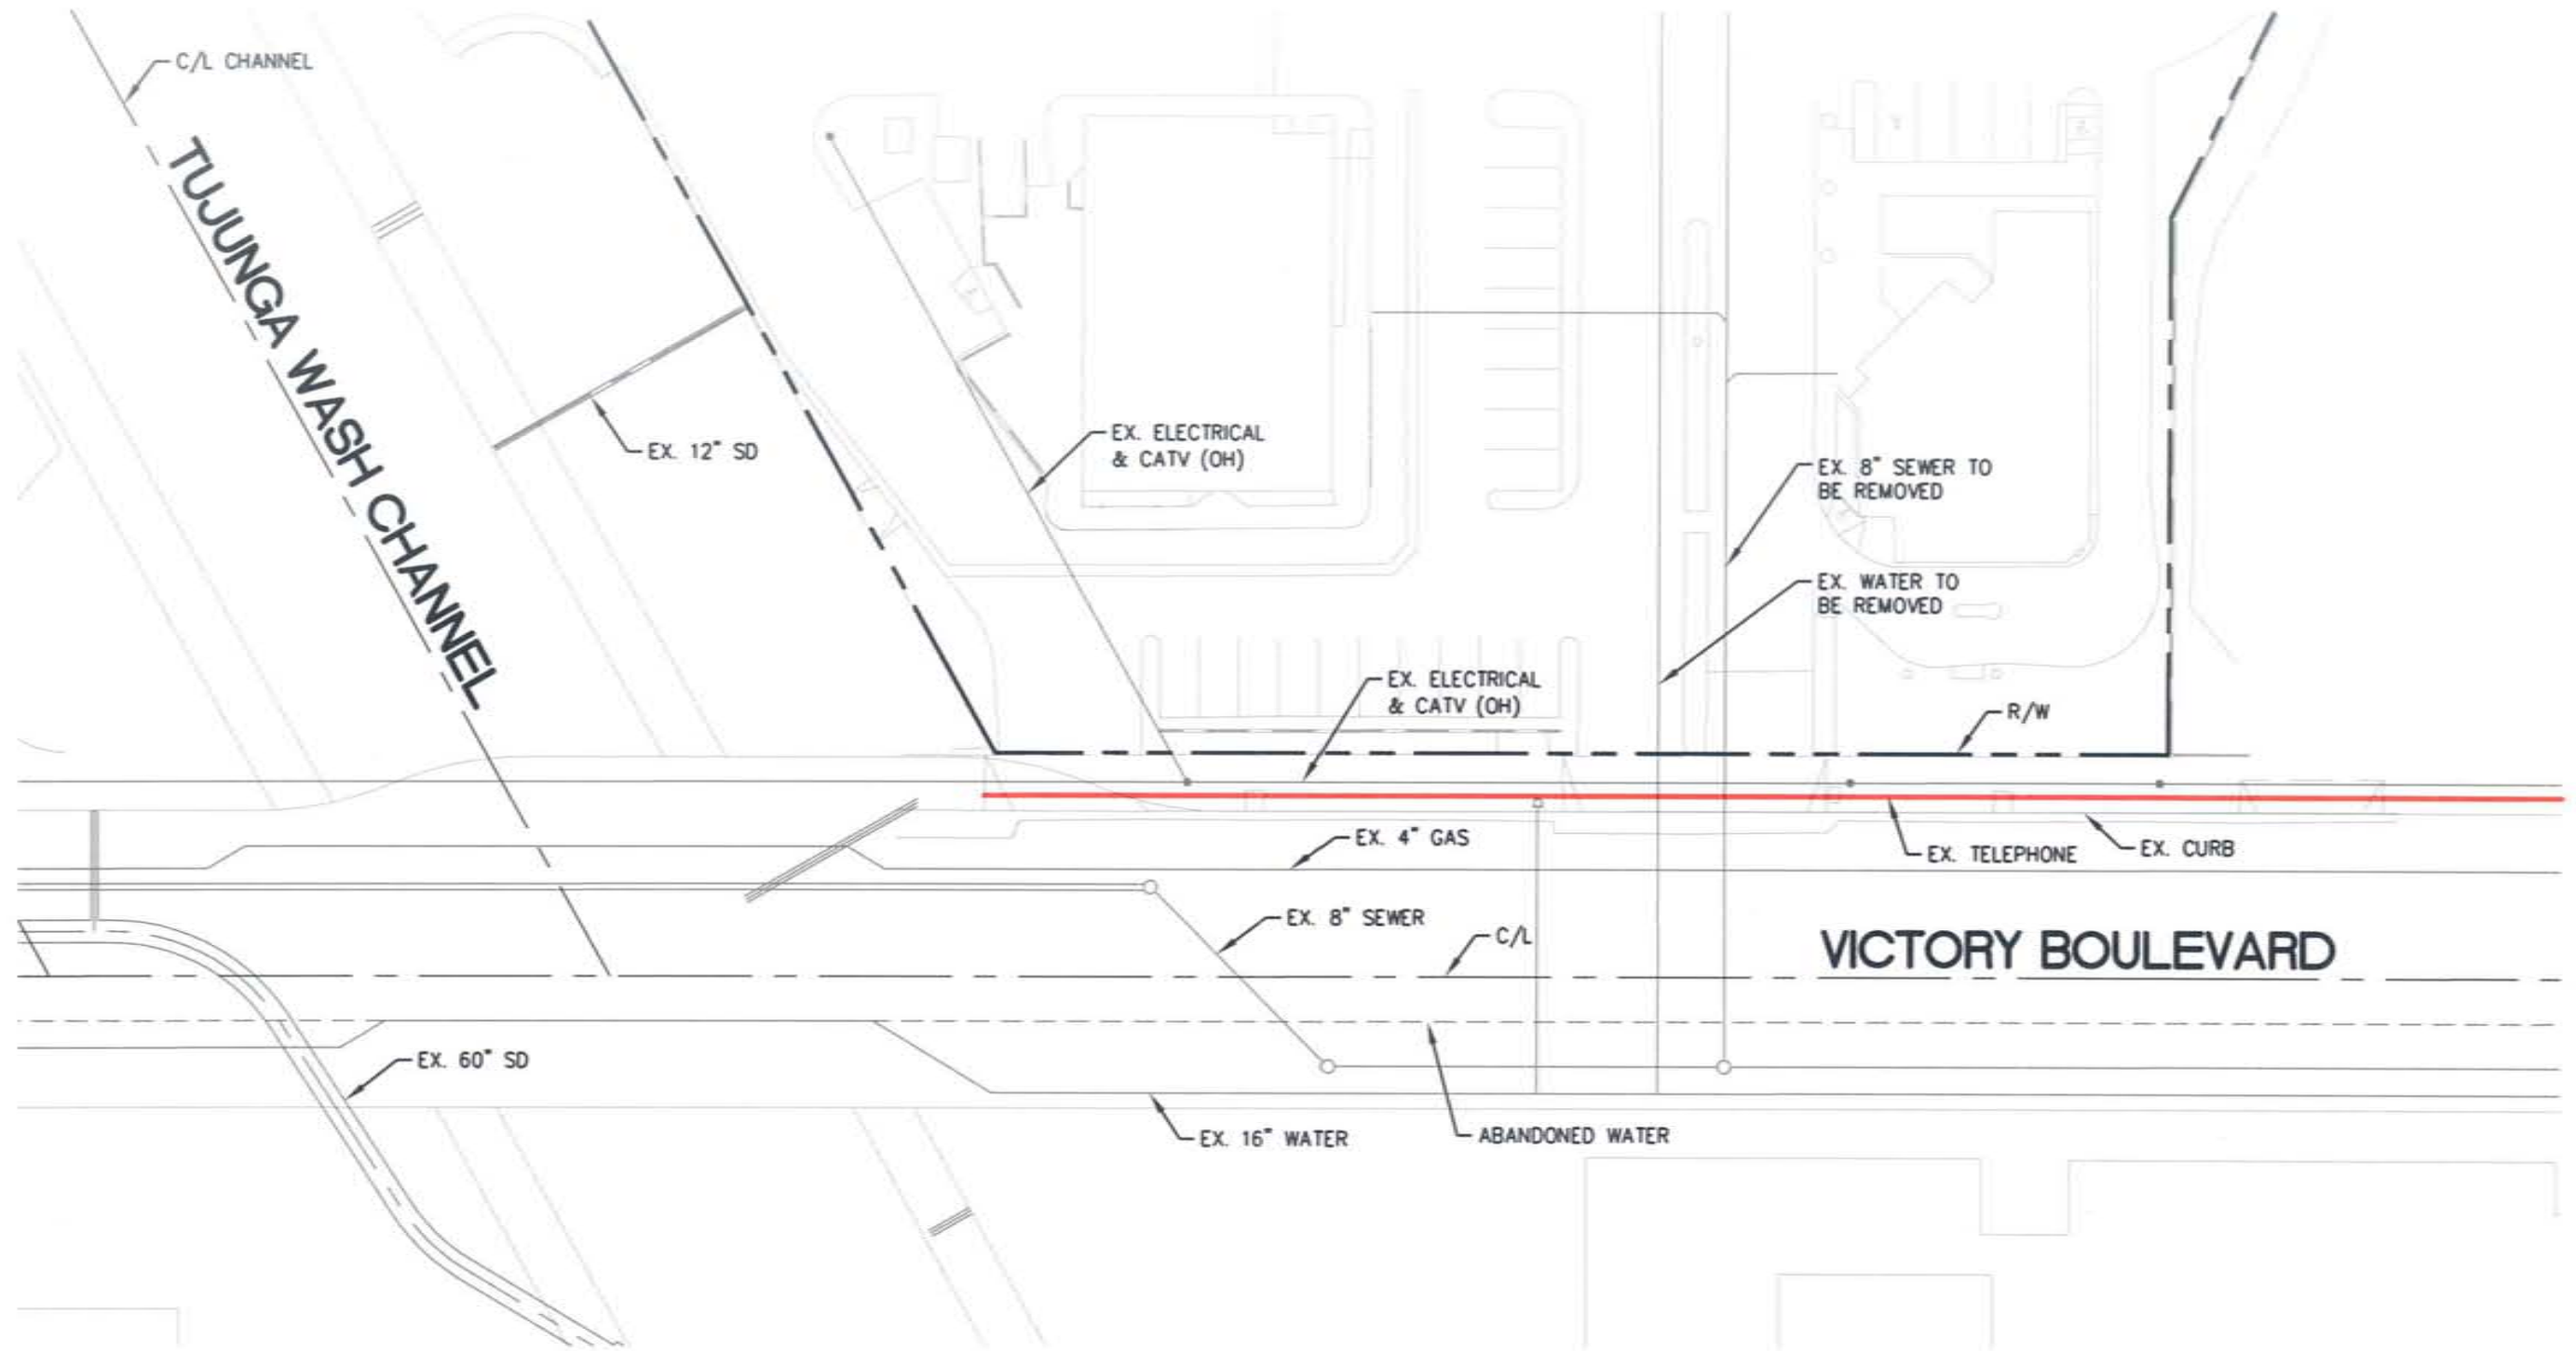 C/L CHANNEL
TUJUNGA WASH CHANNEL
EX. 12" SD
EX. ELECTRICAL
& CATV (OH)
EX. 8" SEWER TO
BE REMOVED
EX. WATER TO
BE REMOVED
EX. ELECTRICAL
& CATV (OH)
R/W
EX. 4" GAS
EX. TELEPHONE
EX. CURB
EX. 8" SEWER
C/L
VICTORY BOULEVARD
EX. 60" SD
EX. 16" WATER
ABANDONED WATER